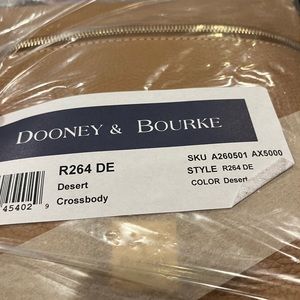 DOONEY & BOURKE
R264 DE
Desert
Crossbody
SKU A260501 AX5000
STYLE R264 DE
COLOR Desert
45402 9